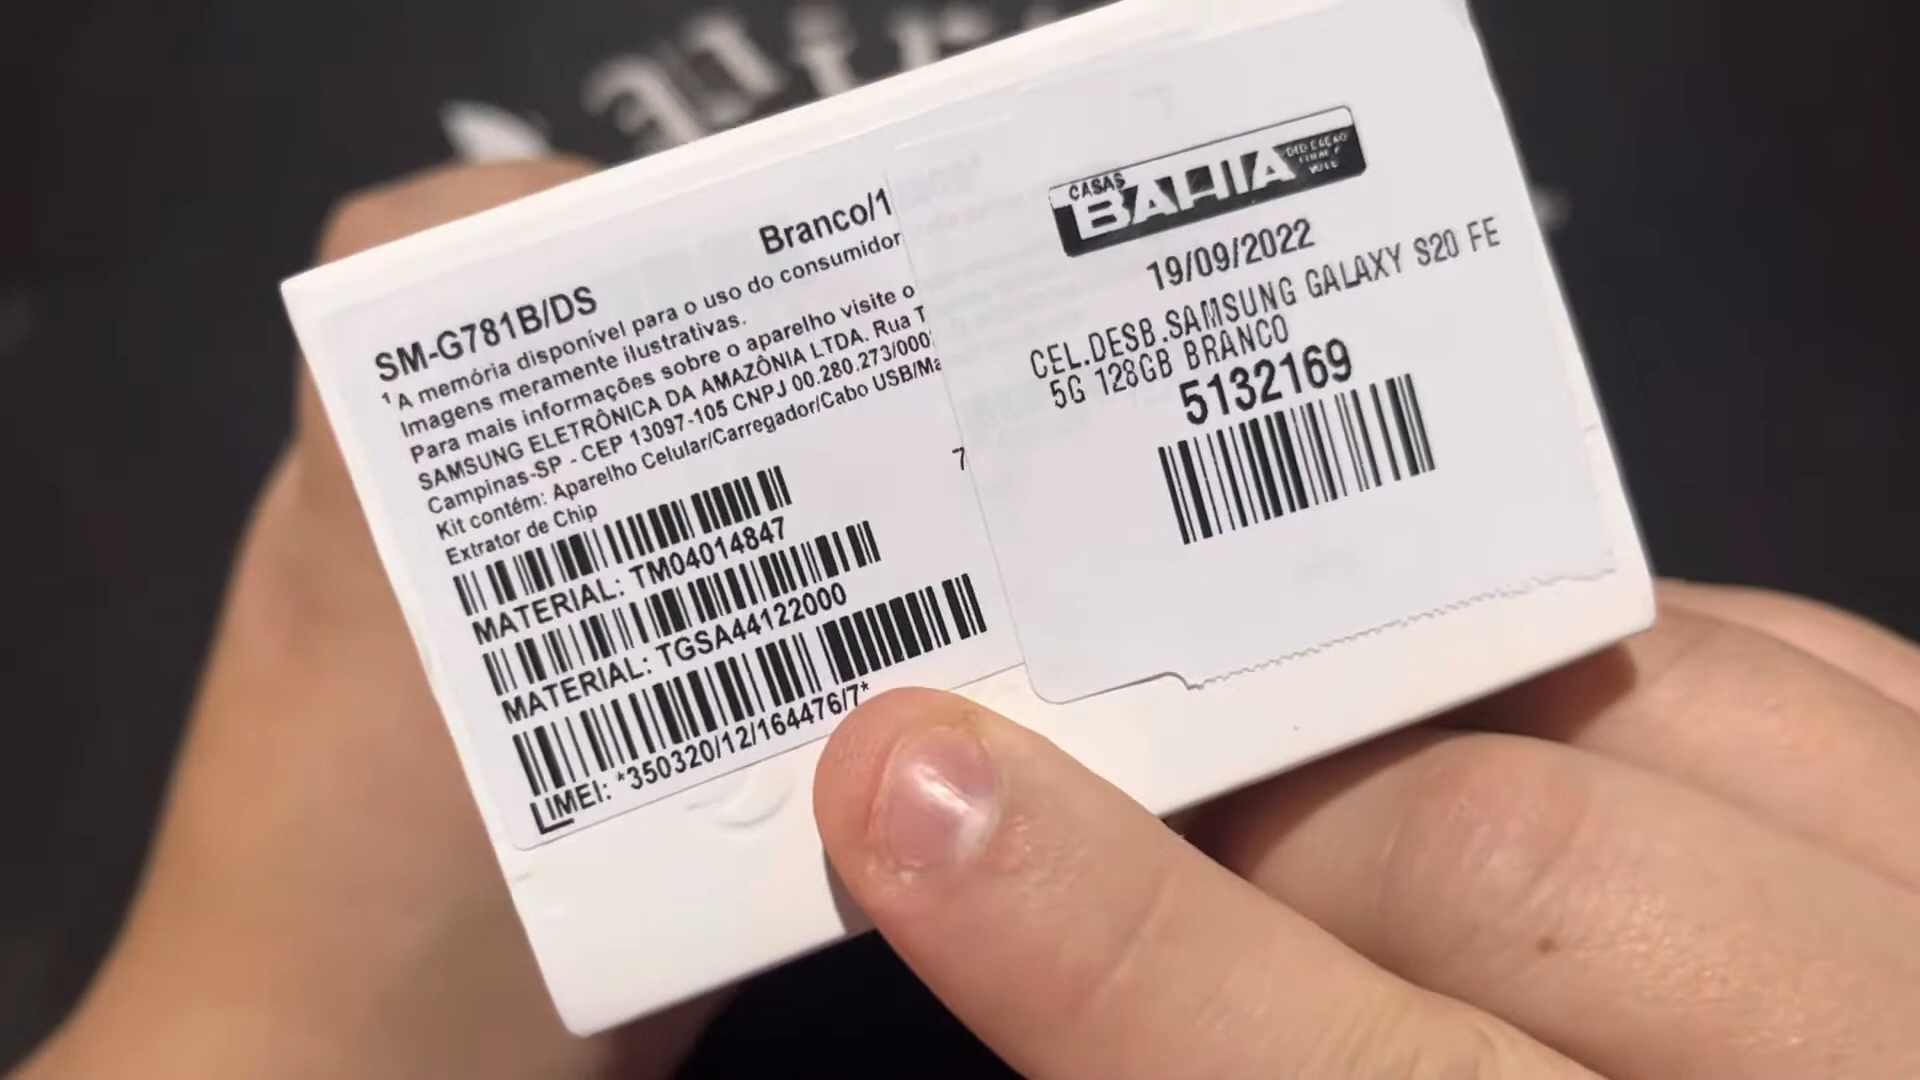 SM-G781B/DS
Branco/1
¹A memória disponível para o uso do consumidor
Imagens meramente ilustrativas.
Para mais informações sobre o aparelho visite o
SAMSUNG ELETRÔNICA DA AMAZÔNIA LTDA. Rua T
Campinas-SP - CEP 13097-105 CNPJ 00.280.273/000
Kit contém: Aparelho Celular/Carregador/Cabo USB/Ma
Extrator de Chip
7
MATERIAL: TM04014847
MATERIAL: TGSA44122000
IMEI: *350320/12/164476/7*
CASAS
BAHIA
19/09/2022
CEL.DESB.SAMSUNG GALAXY S20 FE
5G 128GB BRANCO
5132169